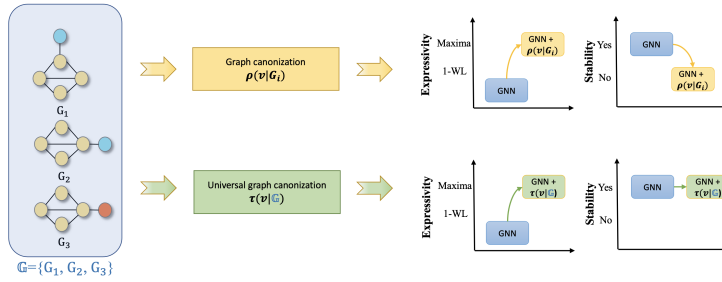 G₁
G₂
G₃
𝔾={G₁, G₂, G₃}
Graph canonization
ρ(v|Gᵢ)
Expressivity
Maxima
1-WL
GNN
GNN +
ρ(v|Gᵢ)
Stability
Yes
No
GNN
GNN +
ρ(v|Gᵢ)
Universal graph canonization
τ(v|𝔾)
Expressivity
Maxima
1-WL
GNN
GNN +
τ(v|𝔾)
Stability
Yes
No
GNN
GNN +
τ(v|𝔾)